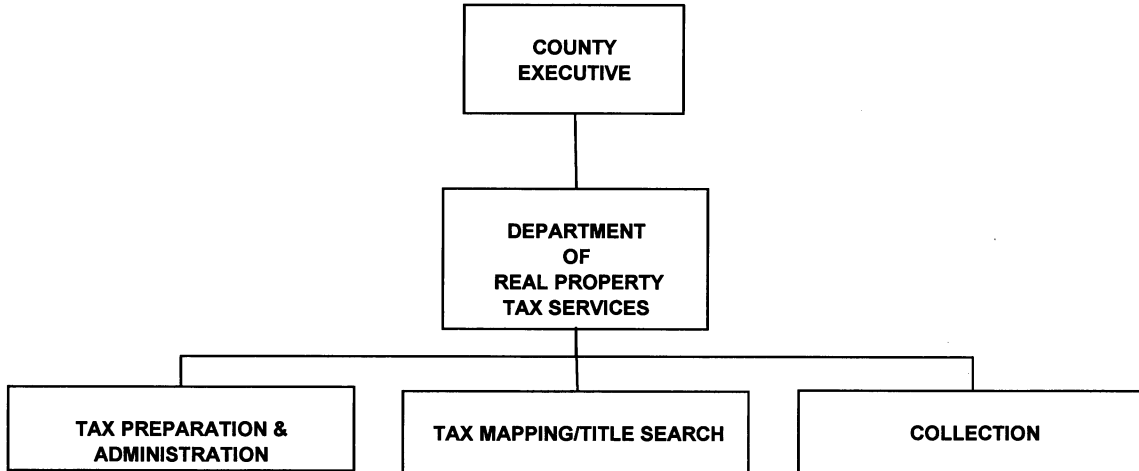 COUNTY
EXECUTIVE
DEPARTMENT
OF
REAL PROPERTY
TAX SERVICES
TAX PREPARATION &
ADMINISTRATION
TAX MAPPING/TITLE SEARCH
COLLECTION